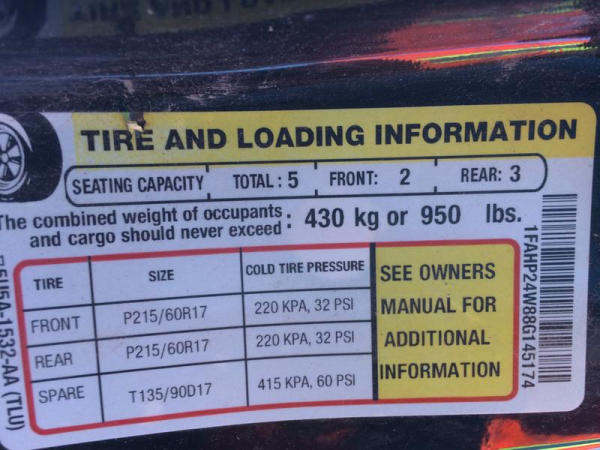 TIRE AND LOADING INFORMATION
SEATING CAPACITY TOTAL : 5 FRONT: 2 REAR: 3
The combined weight of occupants
and cargo should never exceed : 430 kg or 950 lbs.
TIRE SIZE COLD TIRE PRESSURE
FRONT P215/60R17 220 KPA, 32 PSI
REAR P215/60R17 220 KPA, 32 PSI
SPARE T135/90D17 415 KPA, 60 PSI
SEE OWNERS
MANUAL FOR
ADDITIONAL
INFORMATION
1FAHP24W88G145174
1532-AA (TLU)